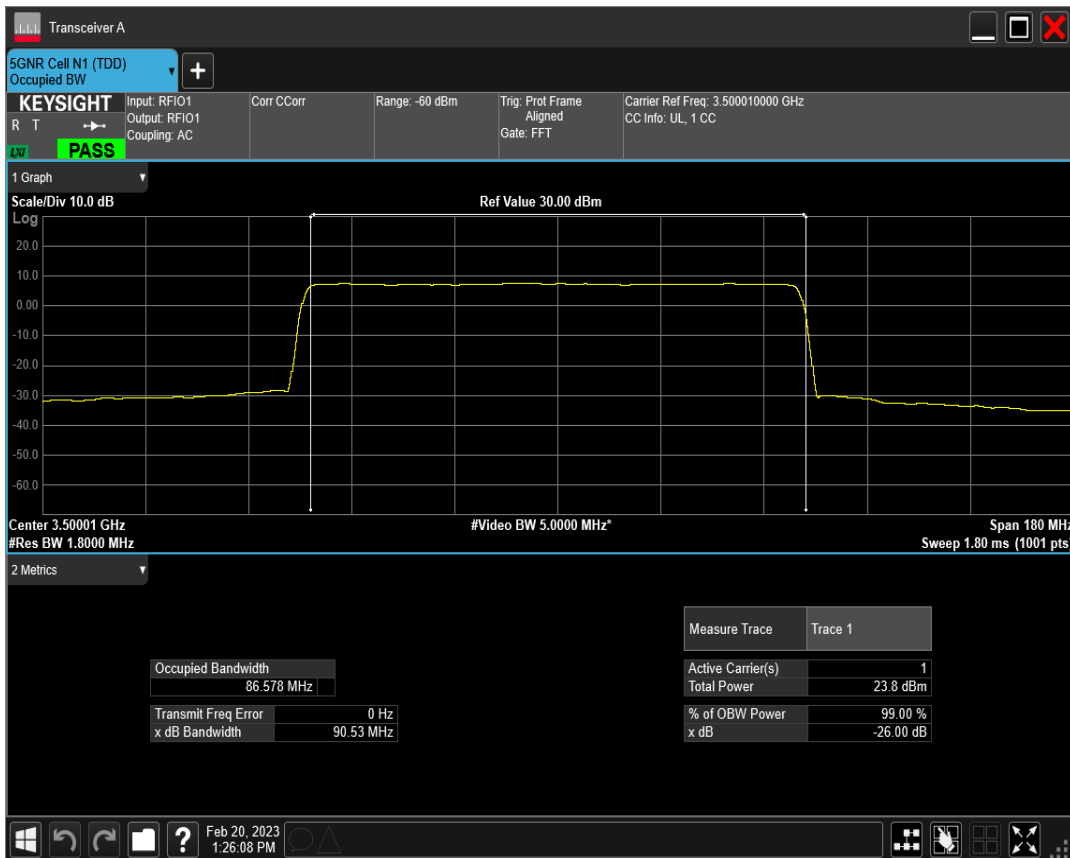 Transceiver A
5GNR Cell N1 (TDD)
Occupied BW
KEYSIGHT
R T
LXI
PASS
Input: RFIO1
Output: RFIO1
Coupling: AC
Corr CCorr
Range: -60 dBm
Trig: Prot Frame
Aligned
Gate: FFT
Carrier Ref Freq: 3.500010000 GHz
CC Info: UL, 1 CC
1 Graph
Scale/Div 10.0 dB
Ref Value 30.00 dBm
Log
20.0
10.0
0.00
-10.0
-20.0
-30.0
-40.0
-50.0
-60.0
Center 3.50001 GHz
#Video BW 5.0000 MHz*
Span 180 MHz
#Res BW 1.8000 MHz
Sweep 1.80 ms (1001 pts)
2 Metrics
Measure Trace
Trace 1
Occupied Bandwidth
86.578 MHz
Active Carrier(s)
1
Total Power
23.8 dBm
Transmit Freq Error
0 Hz
x dB Bandwidth
90.53 MHz
% of OBW Power
99.00 %
x dB
-26.00 dB
?
Feb 20, 2023
1:26:08 PM